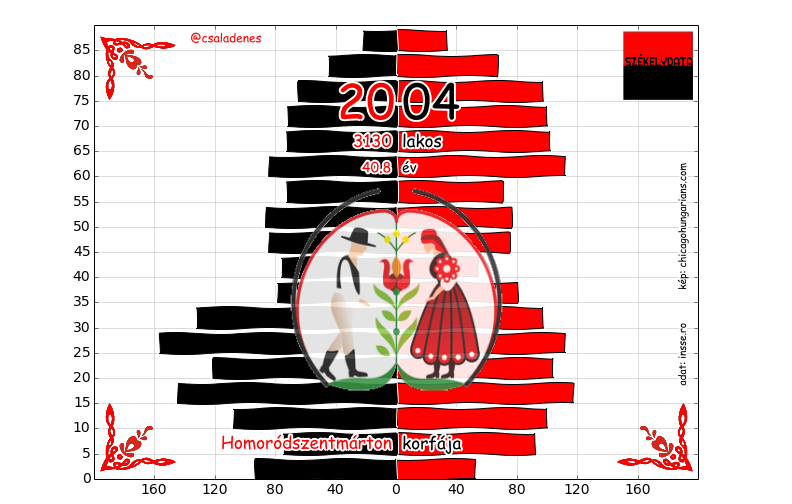 @csaladenes
SZÉKELYDATA
2004
3130 lakos
40.8 év
kép: chicagohungarians.com
adat: insse.ro
Homoródszentmárton korfája
85
80
75
70
65
60
55
50
45
40
35
30
25
20
15
10
5
0
160 120 80 40 0 40 80 120 160